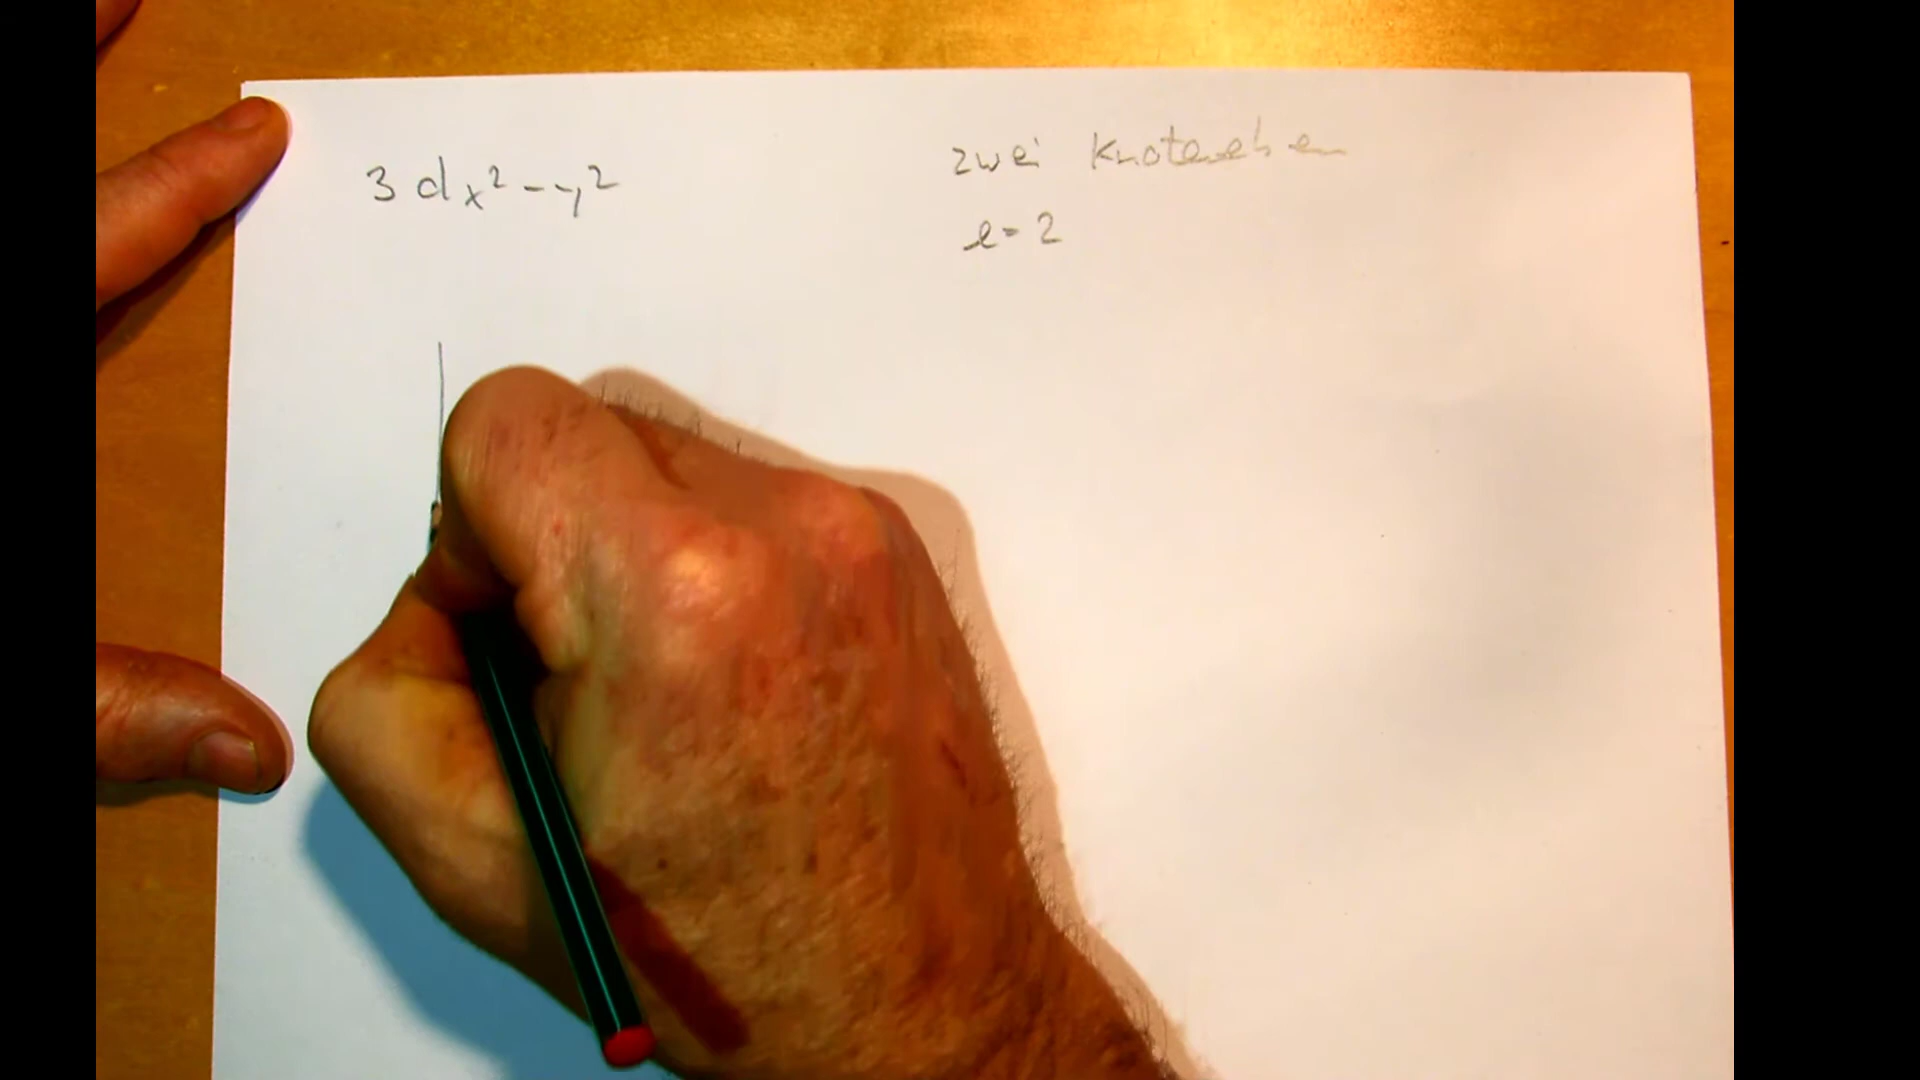 3 dx² - y²
zwei Knotenebenen
l = 2